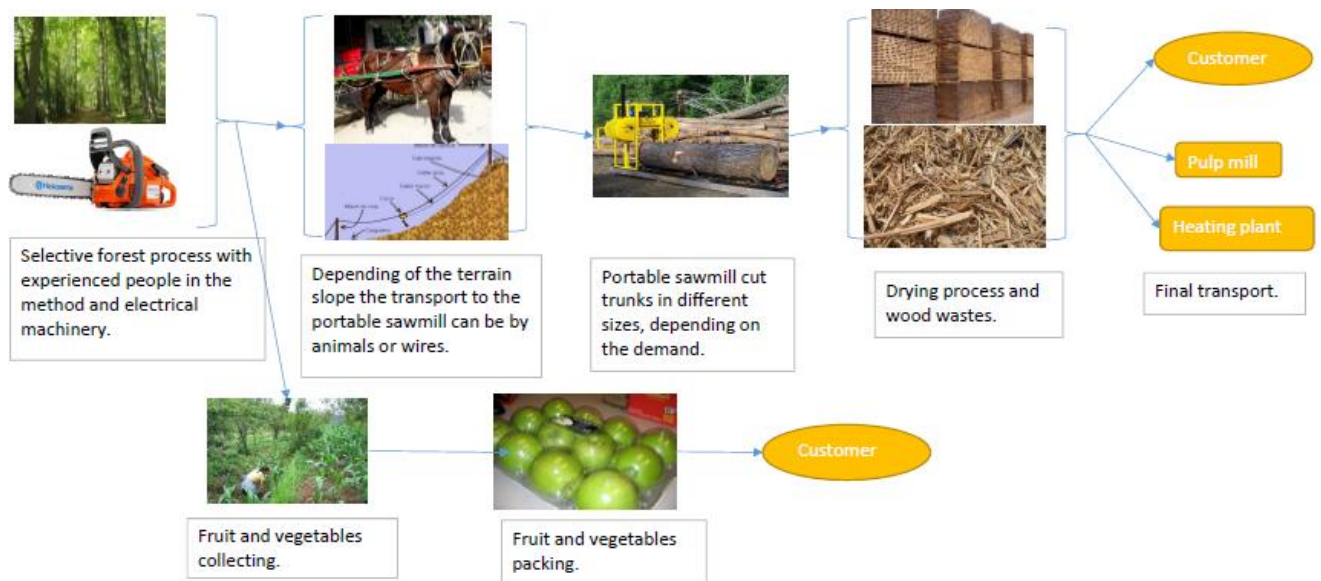 Customer
Pulp mill
Heating plant
Husqvarna
Selective forest process with
experienced people in the
method and electrical
machinery.
Depending of the terrain
slope the transport to the
portable sawmill can be by
animals or wires.
Portable sawmill cut
trunks in different
sizes, depending on
the demand.
Drying process and
wood wastes.
Final transport.
Customer
Fruit and vegetables
collecting.
Fruit and vegetables
packing.